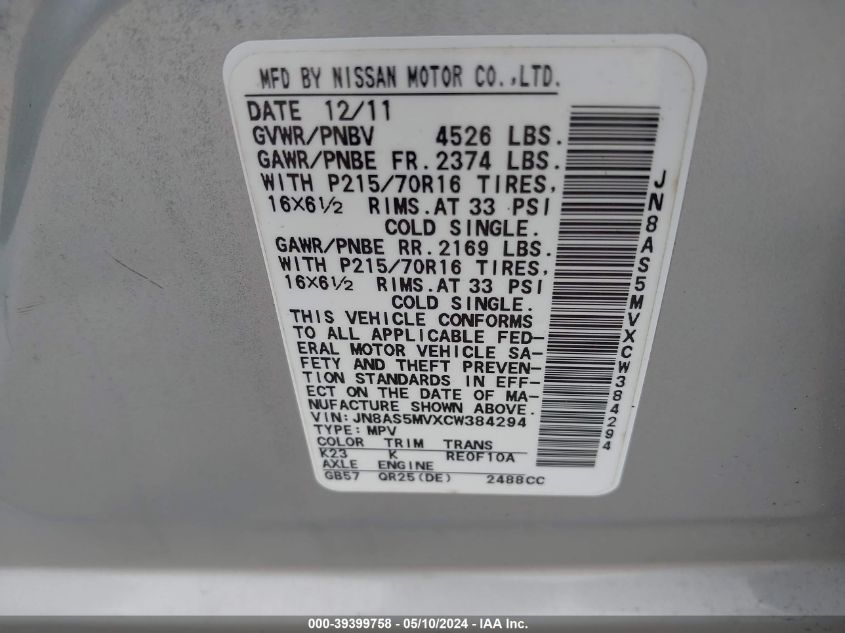 MFD BY NISSAN MOTOR CO.,LTD.
DATE 12/11
GVWR/PNBV 4526 LBS.
GAWR/PNBE FR.2374 LBS.
WITH P215/70R16 TIRES,
16X6½ RIMS.AT 33 PSI
COLD SINGLE.
GAWR/PNBE RR.2169 LBS.
WITH P215/70R16 TIRES,
16X6½ RIMS.AT 33 PSI
COLD SINGLE.
THIS VEHICLE CONFORMS
TO ALL APPLICABLE FED-
ERAL MOTOR VEHICLE SA-
FETY AND THEFT PREVEN-
TION STANDARDS IN EFF-
ECT ON THE DATE OF MA-
NUFACTURE SHOWN ABOVE.
VIN: JN8AS5MVXCW384294
TYPE: MPV
COLOR TRIM TRANS
K23 K RE0F10A
AXLE ENGINE
GB57 QR25(DE) 2488CC
JN8AS5MVXCW384294
000-39399758 - 05/10/2024 - IAA Inc.